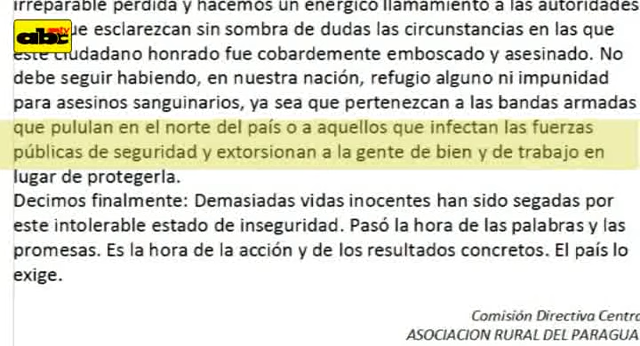 irreparable pérdida y hacemos un enérgico llamamiento a las autoridades
abc tv
que esclarezcan sin sombra de dudas las circunstancias en las que
este ciudadano honrado fue cobardemente emboscado y asesinado. No
debe seguir habiendo, en nuestra nación, refugio alguno ni impunidad
para asesinos sanguinarios, ya sea que pertenezcan a las bandas armadas
que pululan en el norte del país o a aquellos que infectan las fuerzas
públicas de seguridad y extorsionan a la gente de bien y de trabajo en
lugar de protegerla.
Decimos finalmente: Demasiadas vidas inocentes han sido segadas por
este intolerable estado de inseguridad. Pasó la hora de las palabras y las
promesas. Es la hora de la acción y de los resultados concretos. El país lo
exige.
Comisión Directiva Centra
ASOCIACION RURAL DEL PARAGUA